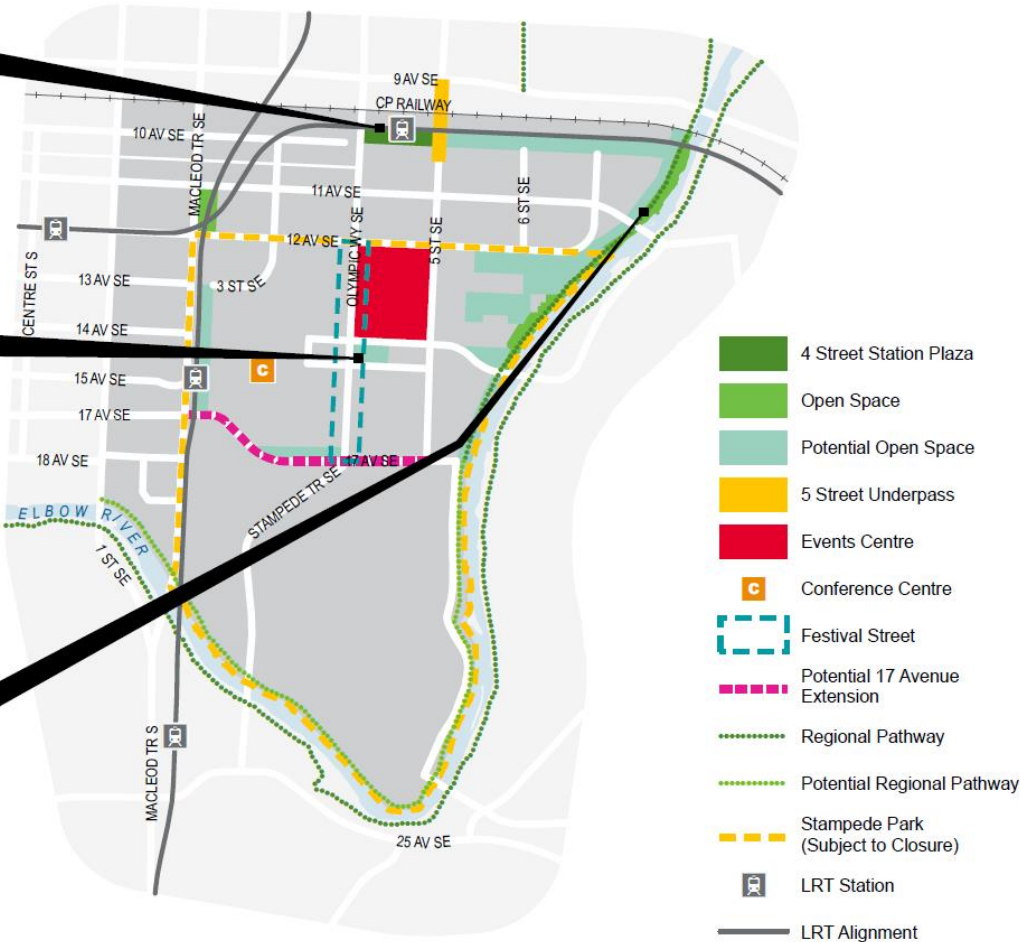 9 AV SE
CP RAILWAY
10 AV SE
MACLEOD TR SE
11 AV SE
6 ST SE
5 ST SE
OLYMPIC WY SE
12 AV SE
CENTRE ST S
13 AV SE
3 ST SE
14 AV SE
C
15 AV SE
17 AV SE
18 AV SE
17 AV SE
STAMPEDE TR SE
ELBOW RIVER
1 ST SE
MACLEOD TR S
25 AV SE
4 Street Station Plaza
Open Space
Potential Open Space
5 Street Underpass
Events Centre
C
Conference Centre
Festival Street
Potential 17 Avenue
Extension
Regional Pathway
Potential Regional Pathway
Stampede Park
(Subject to Closure)
LRT Station
LRT Alignment